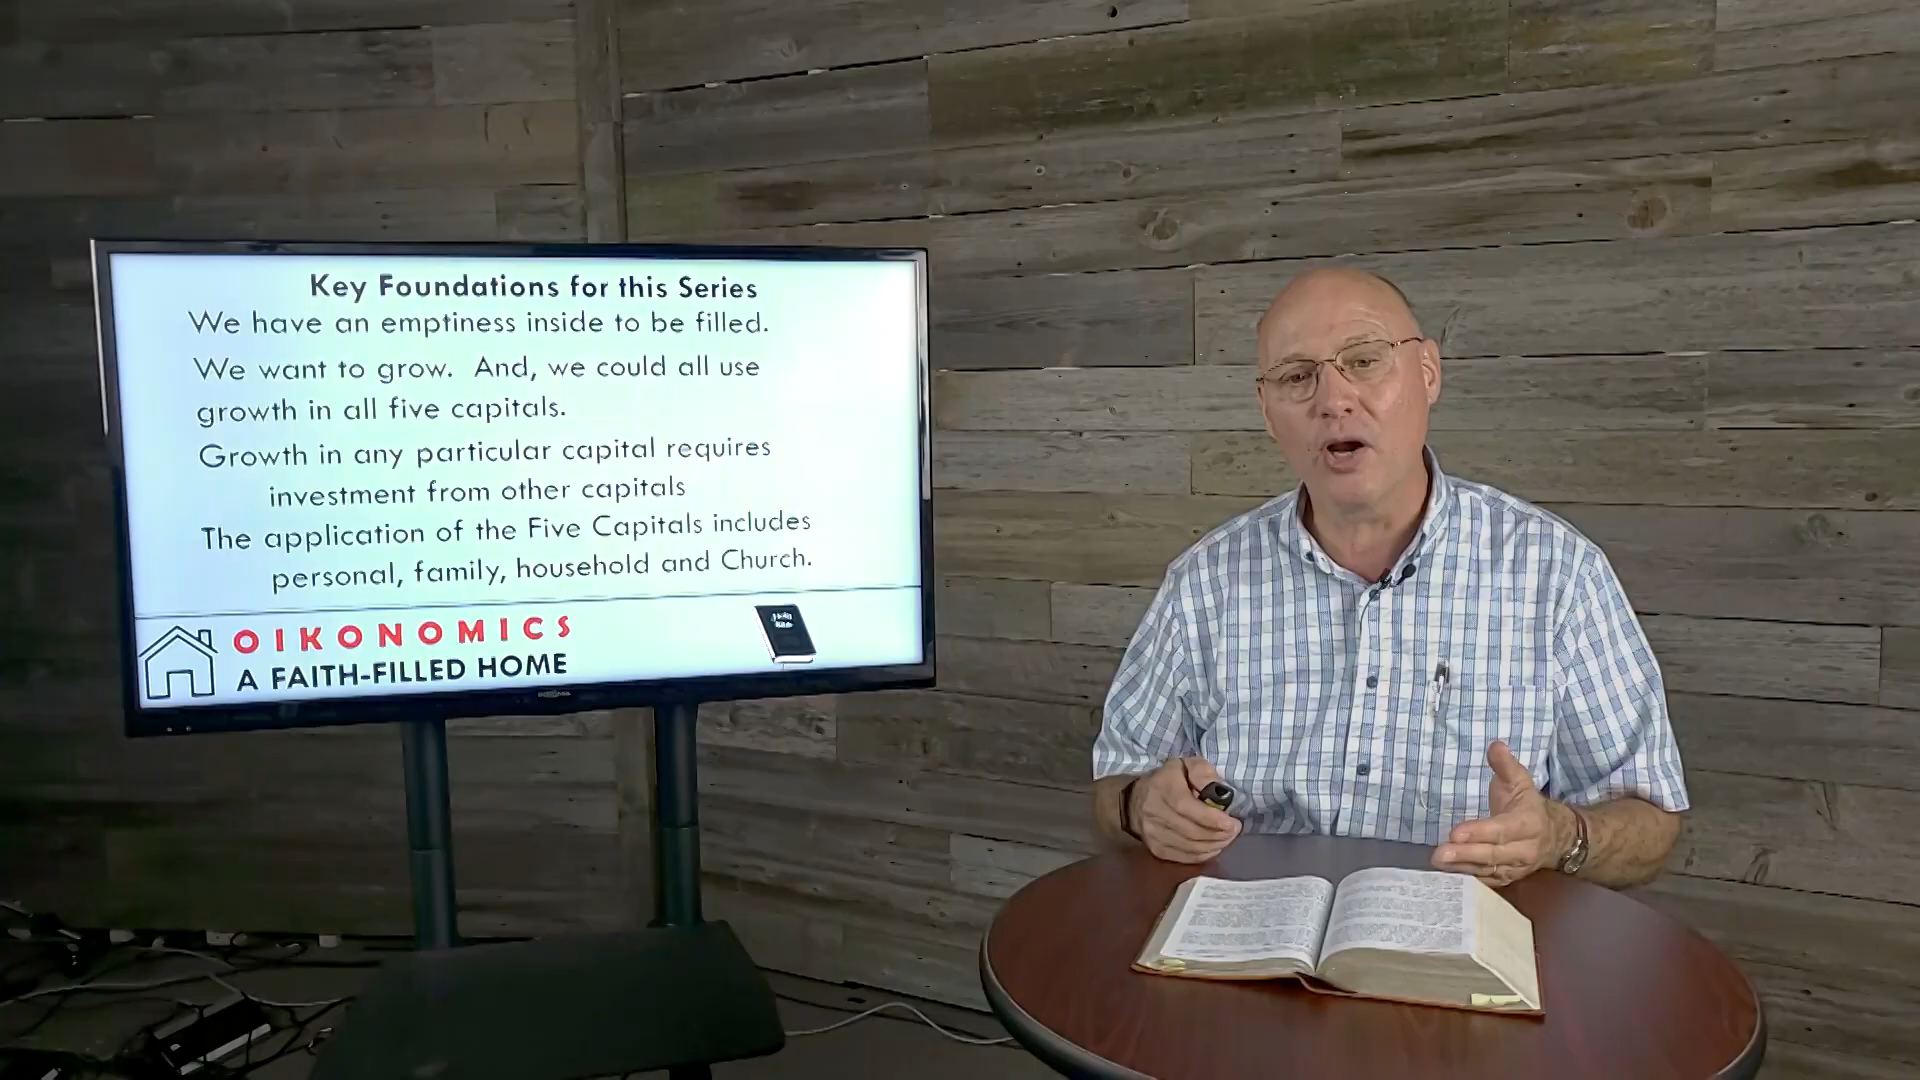 Key Foundations for this Series
We have an emptiness inside to be filled.
We want to grow. And, we could all use
growth in all five capitals.
Growth in any particular capital requires
investment from other capitals
The application of the Five Capitals includes
personal, family, household and Church.
OIKONOMICS
A FAITH-FILLED HOME
Holy
Bible